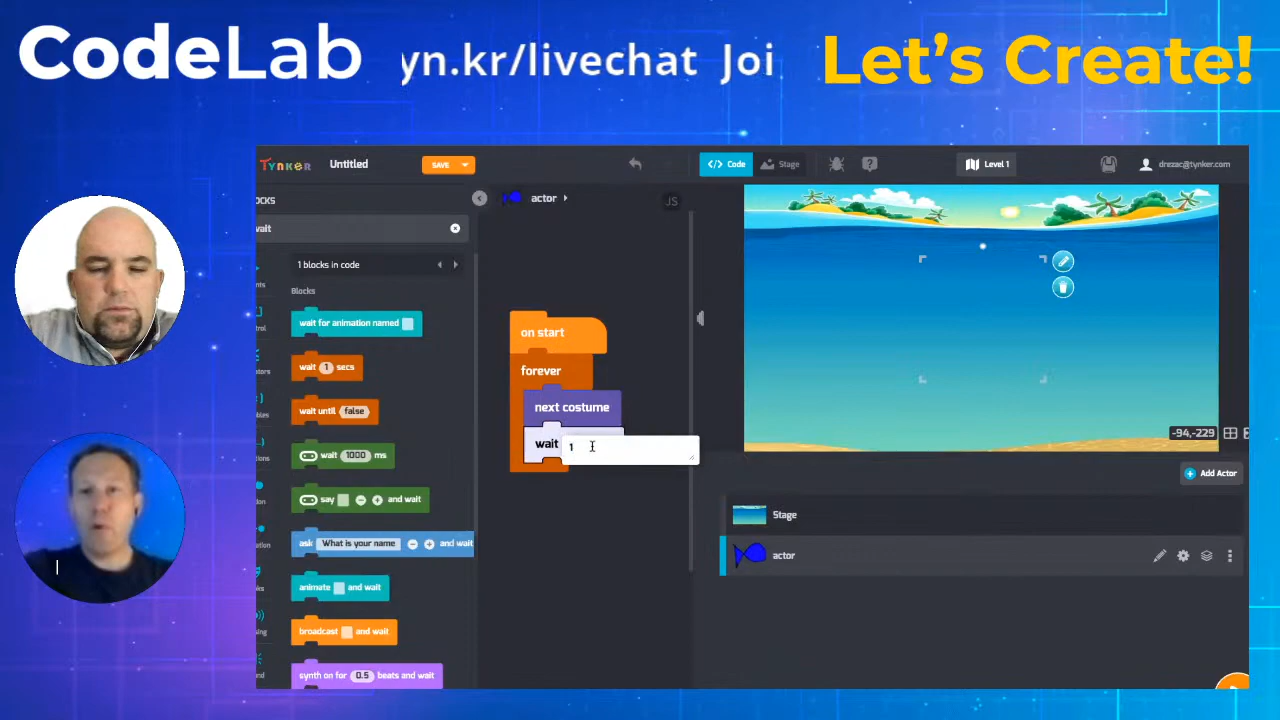 CodeLab
yn.kr/livechat Joi
Let's Create!
TYNKER
Untitled
SAVE
</> Code
Stage
Level 1
drezac@tynker.com
OCKS
actor
JS
wait
1 blocks in code
Blocks
wait for animation named
wait 1 secs
wait until false
wait 1000 ms
say - + and wait
ask What is your name - + and wait
animate and wait
broadcast and wait
synth on for 0.5 beats and wait
on start
forever
next costume
wait 1
-94,-229
+ Add Actor
Stage
actor